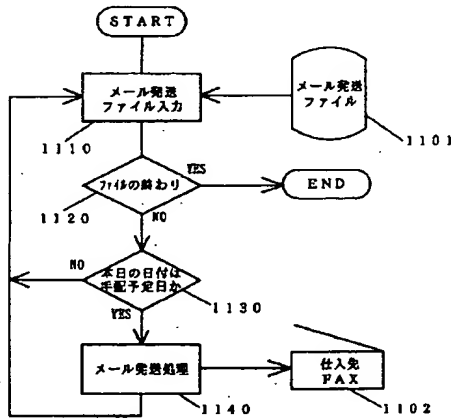 START
メール発送
ファイル入力
メール発送
ファイル
1110
1101
ファイルの終わり
YES
END
1120
NO
本日の日付は
手配予定日か
NO
1130
YES
メール発送処理
仕入先
FAX
1140
1102